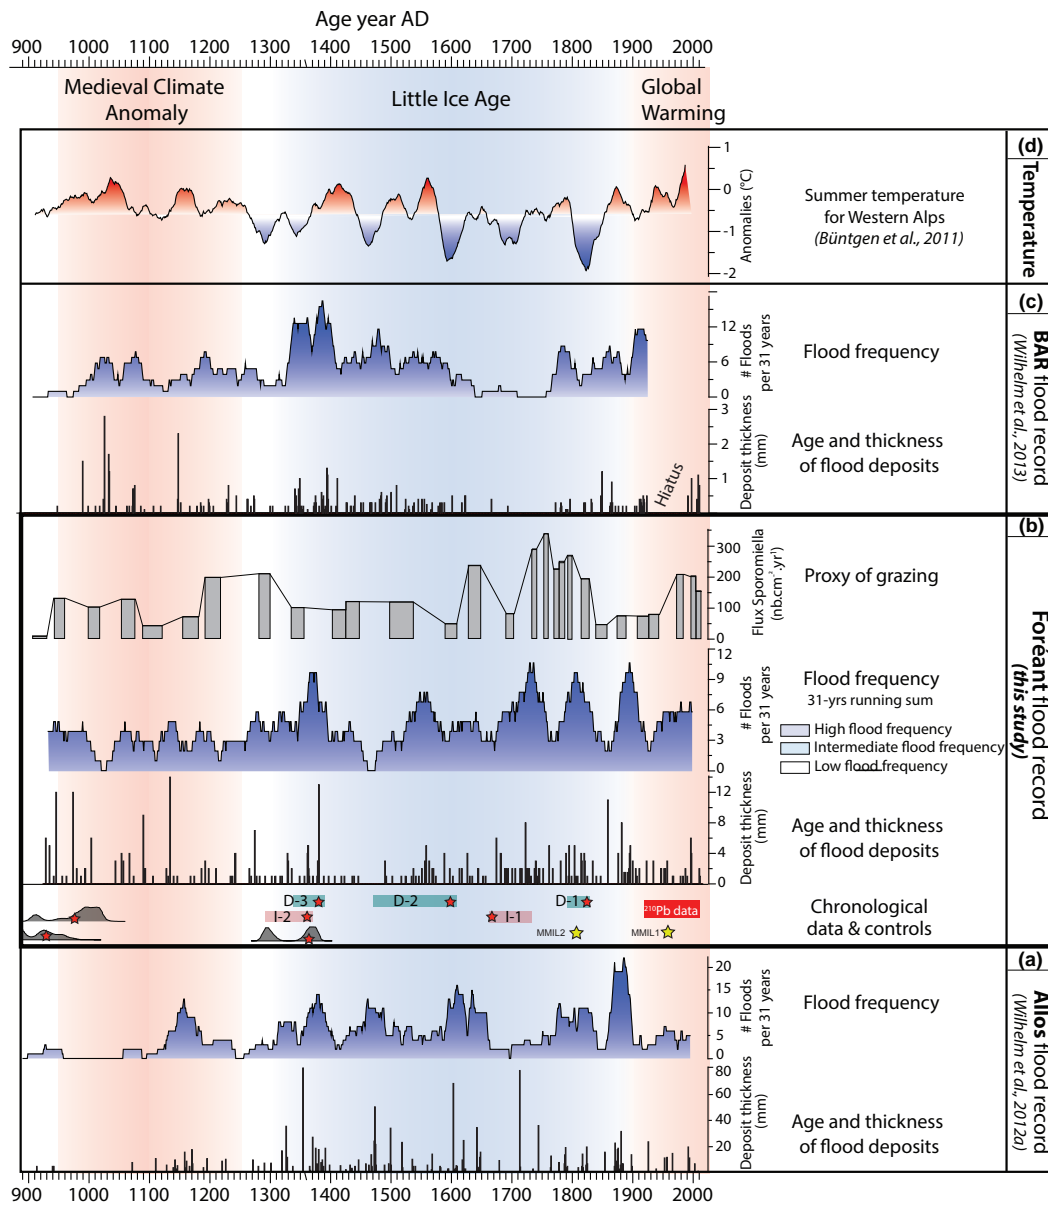 Age year AD
900 1000 1100 1200 1300 1400 1500 1600 1700 1800 1900 2000
Medieval Climate
Anomaly
Little Ice Age
Global
Warming
(d)
Temperature
1
0
-1
-2
Anomalies (°C)
Summer temperature
for Western Alps
(Büntgen et al., 2011)
(c)
BAR flood record
(Wilhelm et al., 2013)
12
6
0
# Floods
per 31 years
Flood frequency
3
2
1
Deposit thickness
(mm)
Age and thickness
of flood deposits
Hiatus
(b)
Foréant flood record
(this study)
300
200
100
0
Flux Sporormiella
(nb.cm⁻².yr¹)
Proxy of grazing
12
9
6
3
0
# Floods
per 31 years
Flood frequency
31-yrs running sum
High flood frequency
Intermediate flood frequency
Low flood frequency
12
8
4
0
Deposit thickness
(mm)
Age and thickness
of flood deposits
D-3
D-2
D-1
I-2
I-1
²¹⁰Pb data
MMIL2
MMIL1
Chronological
data & controls
(a)
Allos flood record
(Wilhelm et al., 2012a)
20
15
10
5
0
# Floods
per 31 years
Flood frequency
80
60
40
20
Deposit thickness
(mm)
Age and thickness
of flood deposits
900 1000 1100 1200 1300 1400 1500 1600 1700 1800 1900 2000